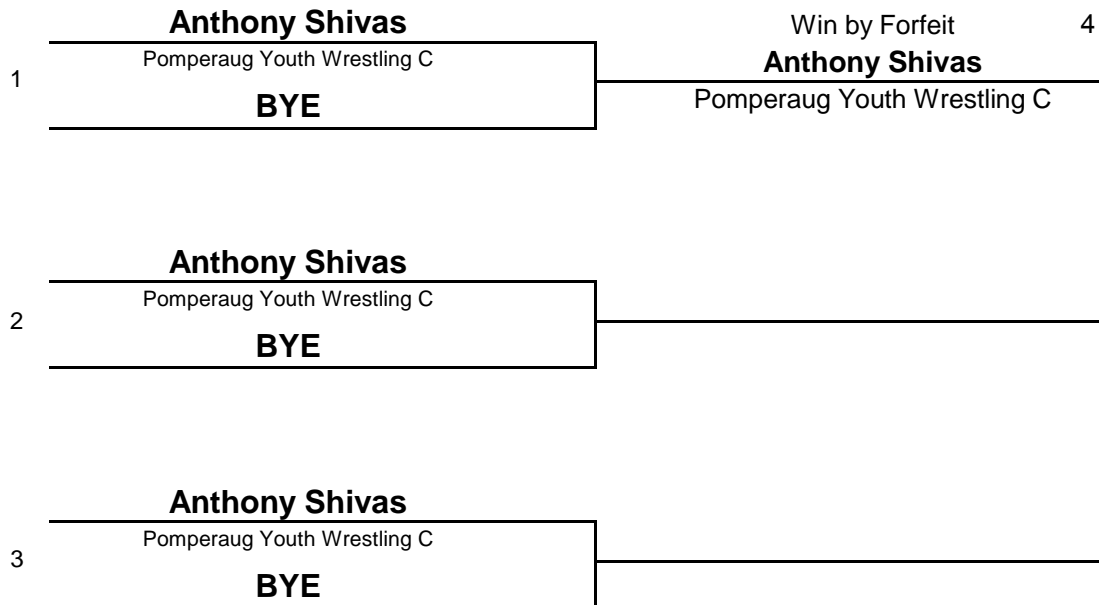 Anthony Shivas
Win by Forfeit 4
Pomperaug Youth Wrestling C
Anthony Shivas
1
BYE
Pomperaug Youth Wrestling C
Anthony Shivas
Pomperaug Youth Wrestling C
2
BYE
Anthony Shivas
Pomperaug Youth Wrestling C
3
BYE